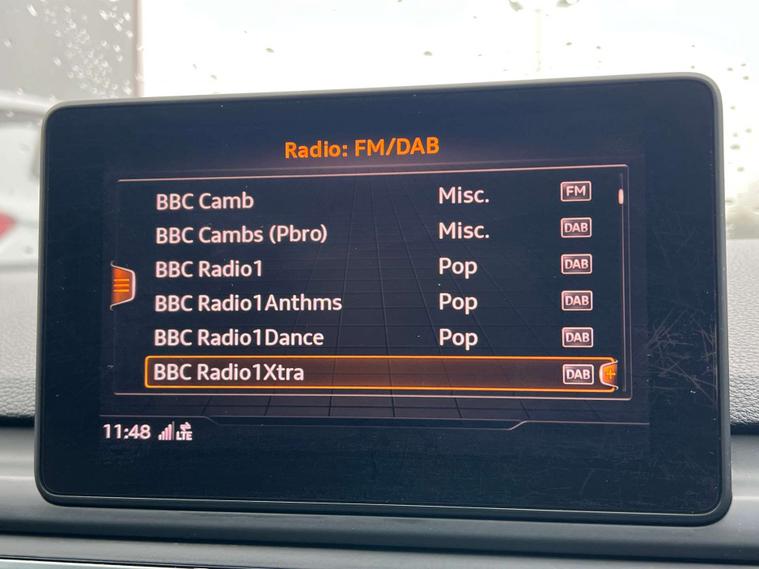 Radio: FM/DAB
BBC Camb Misc. FM
BBC Cambs (Pbro) Misc. DAB
BBC Radio1 Pop DAB
BBC Radio1Anthms Pop DAB
BBC Radio1Dance Pop DAB
BBC Radio1Xtra DAB +
11:48 LTE